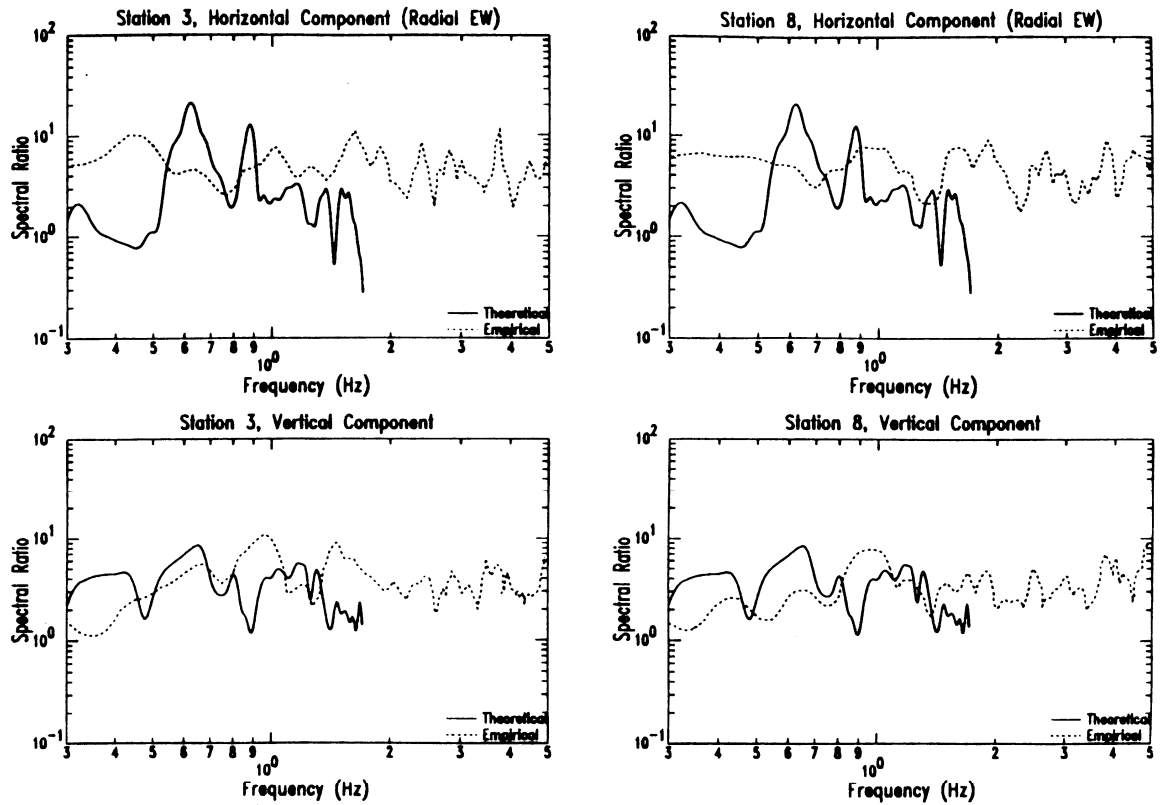 Station 3, Horizontal Component (Radial EW)
Spectral Ratio
10²
10¹
10⁰
10⁻¹
Theoretical
Empirical
3 4 5 6 7 8 9 10⁰ 2 3 4 5
Frequency (Hz)
Station 8, Horizontal Component (Radial EW)
Spectral Ratio
10²
10¹
10⁰
10⁻¹
Theoretical
Empirical
3 4 5 6 7 8 9 10⁰ 2 3 4 5
Frequency (Hz)
Station 3, Vertical Component
Spectral Ratio
10²
10¹
10⁰
10⁻¹
Theoretical
Empirical
3 4 5 6 7 8 9 10⁰ 2 3 4 5
Frequency (Hz)
Station 8, Vertical Component
Spectral Ratio
10²
10¹
10⁰
10⁻¹
Theoretical
Empirical
3 4 5 6 7 8 9 10⁰ 2 3 4 5
Frequency (Hz)